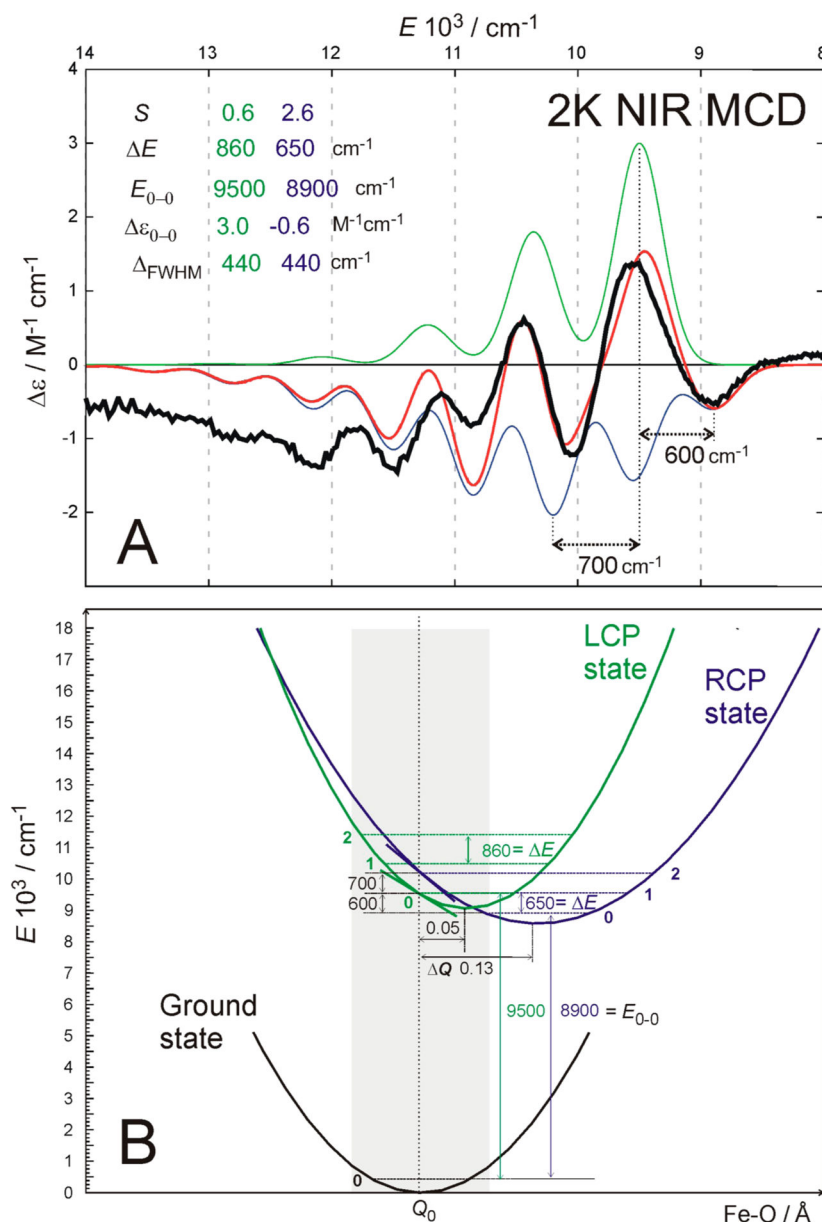 E 10³ / cm⁻¹
14 13 12 11 10 9 8
2K NIR MCD
S 0.6 2.6
ΔE 860 650 cm⁻¹
E₀₋₀ 9500 8900 cm⁻¹
Δε₀₋₀ 3.0 -0.6 M⁻¹cm⁻¹
Δ_FWHM 440 440 cm⁻¹
4
3
2
1
0
-1
-2
Δε / M⁻¹ cm⁻¹
600 cm⁻¹
700 cm⁻¹
A
18
17
16
15
14
13
12
11
10
9
8
7
6
5
4
3
2
1
0
E 10³ / cm⁻¹
LCP
state
RCP
state
2
1
0
860 = ΔE
2
1
0
650 = ΔE
700
600
0.05
ΔQ 0.13
9500 8900 = E₀₋₀
Ground
state
0
B
Q₀
Fe-O / Å